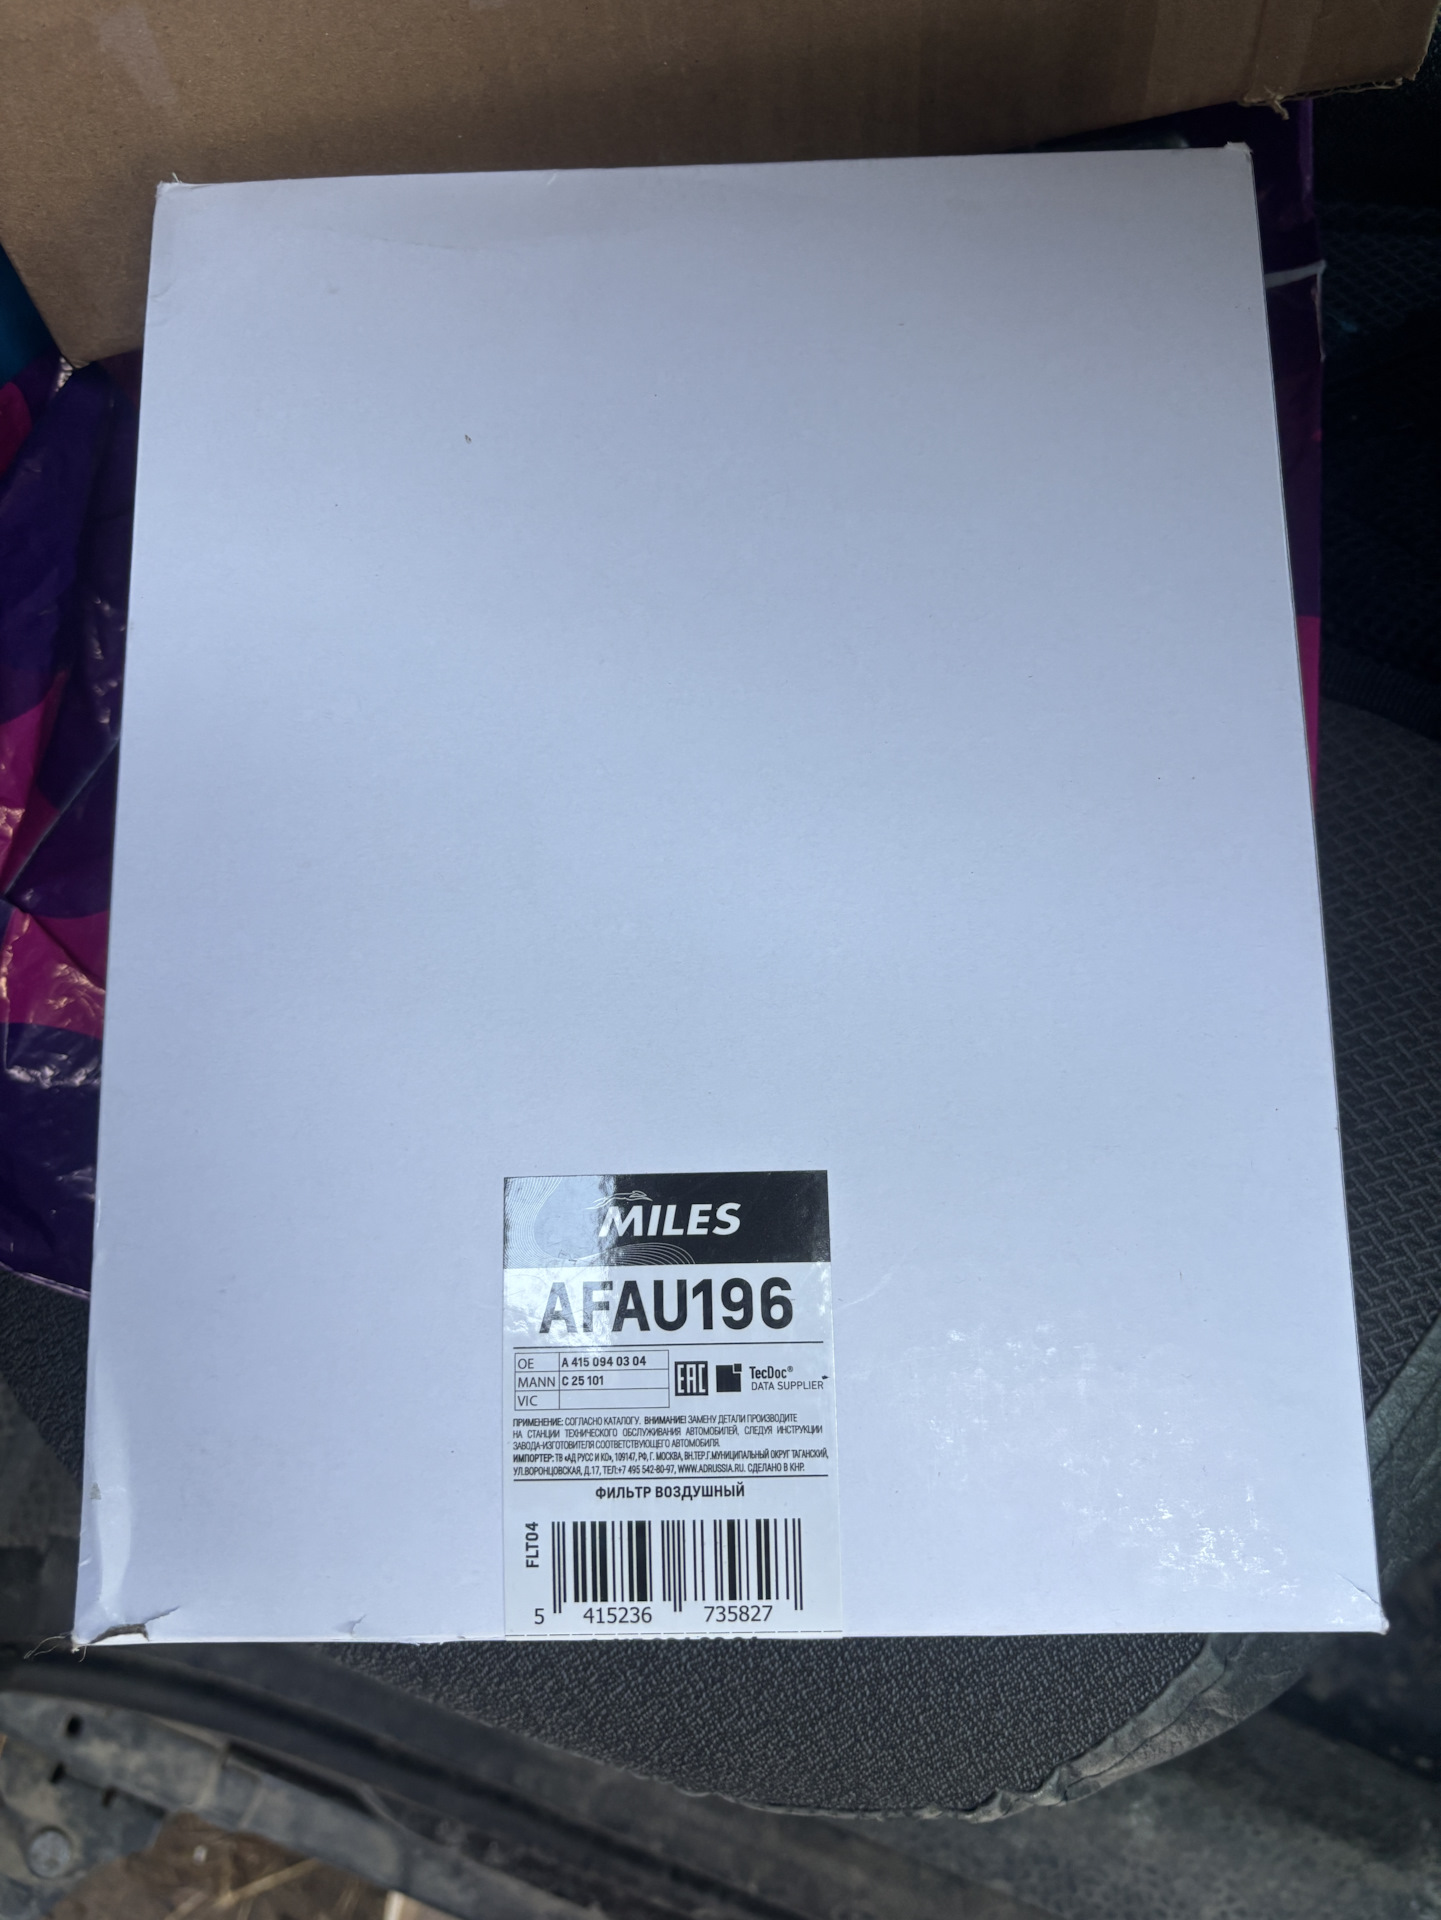 MILES
AFAU196
OE A 415 094 03 04
MANN C 25 101
VIC
EAC
TecDoc®
DATA SUPPLIER
ПРИМЕНЕНИЕ: СОГЛАСНО КАТАЛОГУ. ВНИМАНИЕ! ЗАМЕНУ ДЕТАЛИ ПРОИЗВОДИТЕ
НА СТАНЦИИ ТЕХНИЧЕСКОГО ОБСЛУЖИВАНИЯ АВТОМОБИЛЕЙ, СЛЕДУЯ ИНСТРУКЦИИ
ЗАВОДА-ИЗГОТОВИТЕЛЯ СООТВЕТСТВУЮЩЕГО АВТОМОБИЛЯ.
ИМПОРТЕР: ТВ «АД РУСС И КО», 109147, РФ, Г. МОСКВА, ВН.ТЕР.Г.МУНИЦИПАЛЬНЫЙ ОКРУГ ТАГАНСКИЙ,
УЛ.ВОРОНЦОВСКАЯ, Д.17, ТЕЛ:+7 495 542-80-97, WWW.ADRUSSIA.RU. СДЕЛАНО В КНР.
ФИЛЬТР ВОЗДУШНЫЙ
FLT04
5 415236 735827